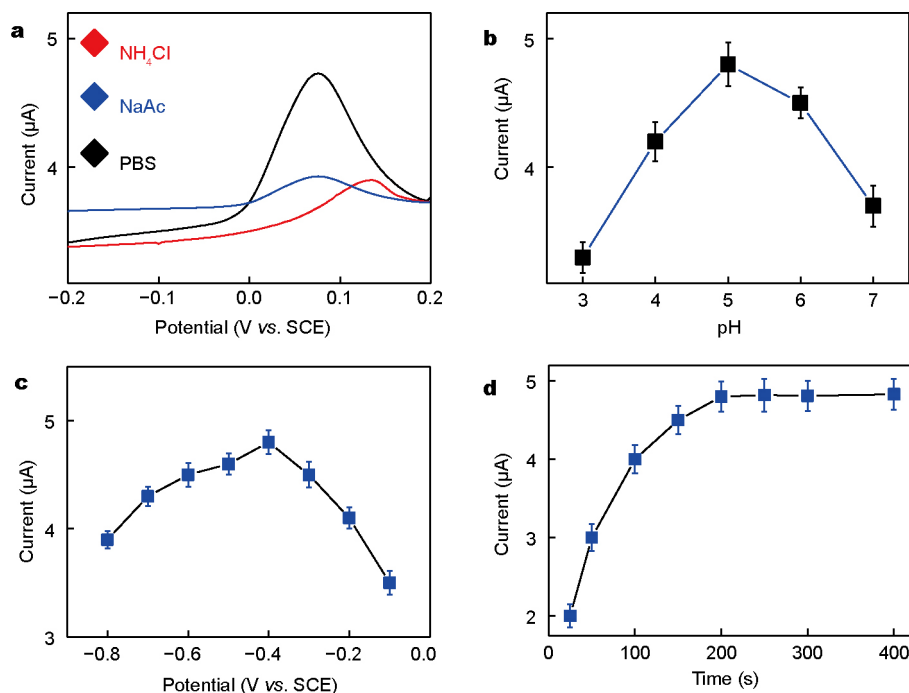 a
5
4
Current (µA)
NH₄Cl
NaAc
PBS
−0.2
−0.1
0.0
0.1
0.2
Potential (V vs. SCE)
b
5
4
Current (µA)
3
4
5
6
7
pH
c
5
4
3
Current (µA)
−0.8
−0.6
−0.4
−0.2
0.0
Potential (V vs. SCE)
d
5
4
3
2
Current (µA)
0
100
200
300
400
Time (s)